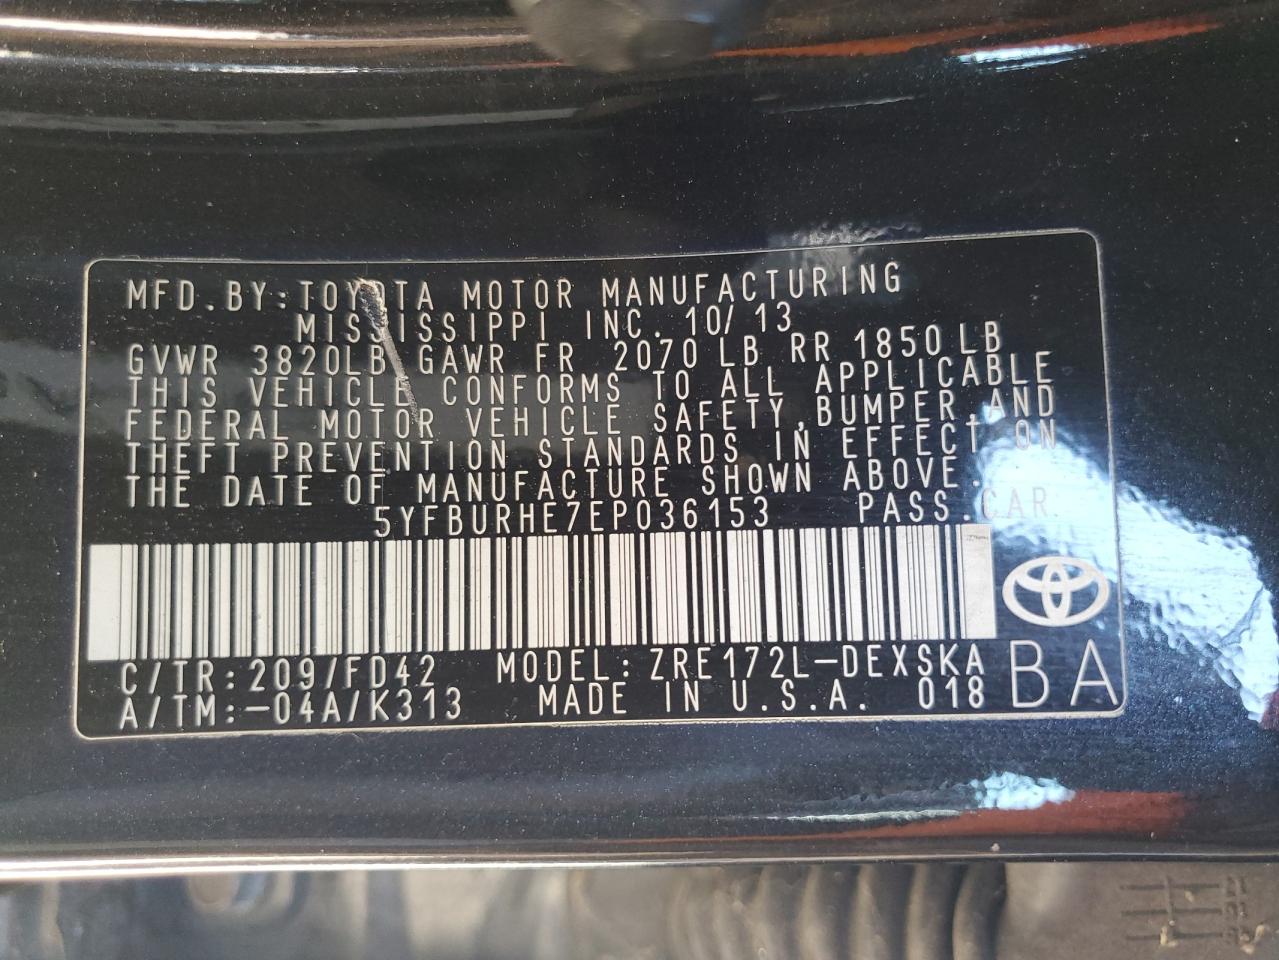 MFD.BY:TOYOTA MOTOR MANUFACTURING
MISSISSIPPI INC. 10/13
GVWR 3820LB GAWR FR 2070 LB RR 1850 LB
THIS VEHICLE CONFORMS TO ALL APPLICABLE
FEDERAL MOTOR VEHICLE SAFETY,BUMPER,AND
THEFT PREVENTION STANDARDS IN EFFECT ON
THE DATE OF MANUFACTURE SHOWN ABOVE.
5YFBURHE7EP036153 PASS.CAR
C/TR:209/FD42 MODEL:ZRE172L-DEXSKA
A/TM:-04A/K313 MADE IN U.S.A. 018 BA